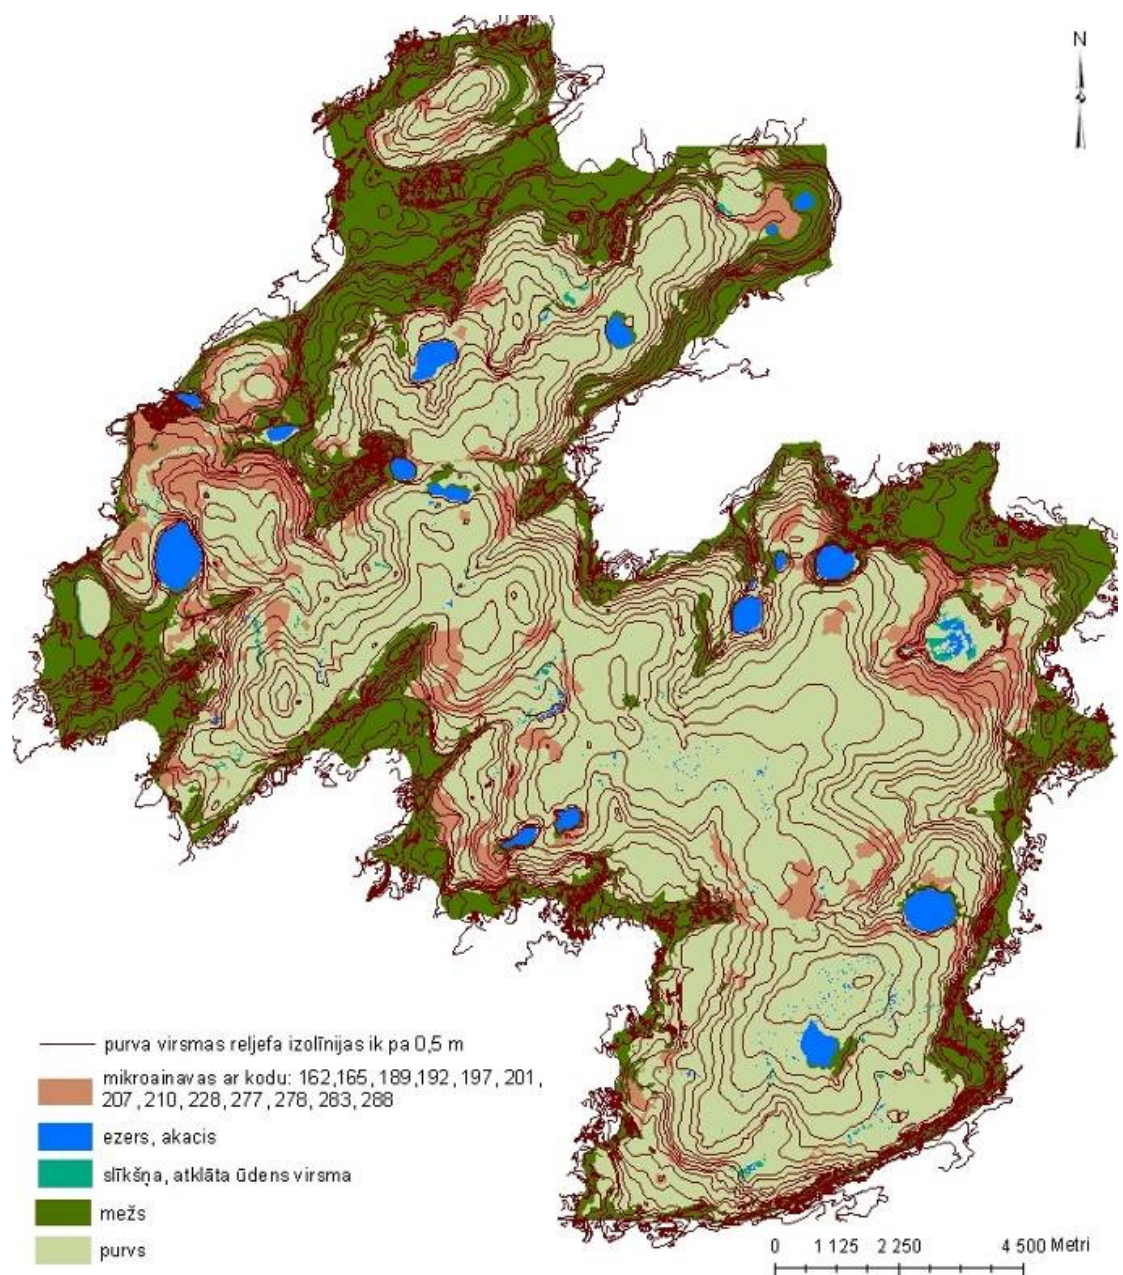 N
purva virsmas reljefa izolīnijas ik pa 0,5 m
mikroainavas ar kodu: 162,165, 189,192, 197, 201,
207, 210, 228, 277, 278, 283, 288
ezers, akacis
slīkšņa, atklāta ūdens virsma
mežs
purvs
0 1 125 2 250 4 500 Metri